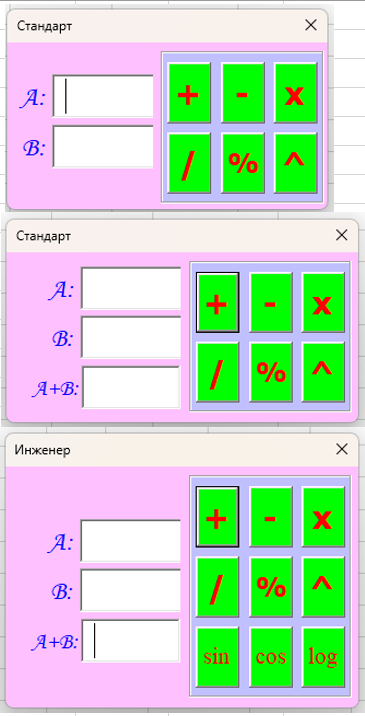 Стандарт
A:
B:
+ - x
/ % ^
Стандарт
A:
B:
A+B:
+ - x
/ % ^
Инженер
A:
B:
A+B:
+ - x
/ % ^
sin cos log